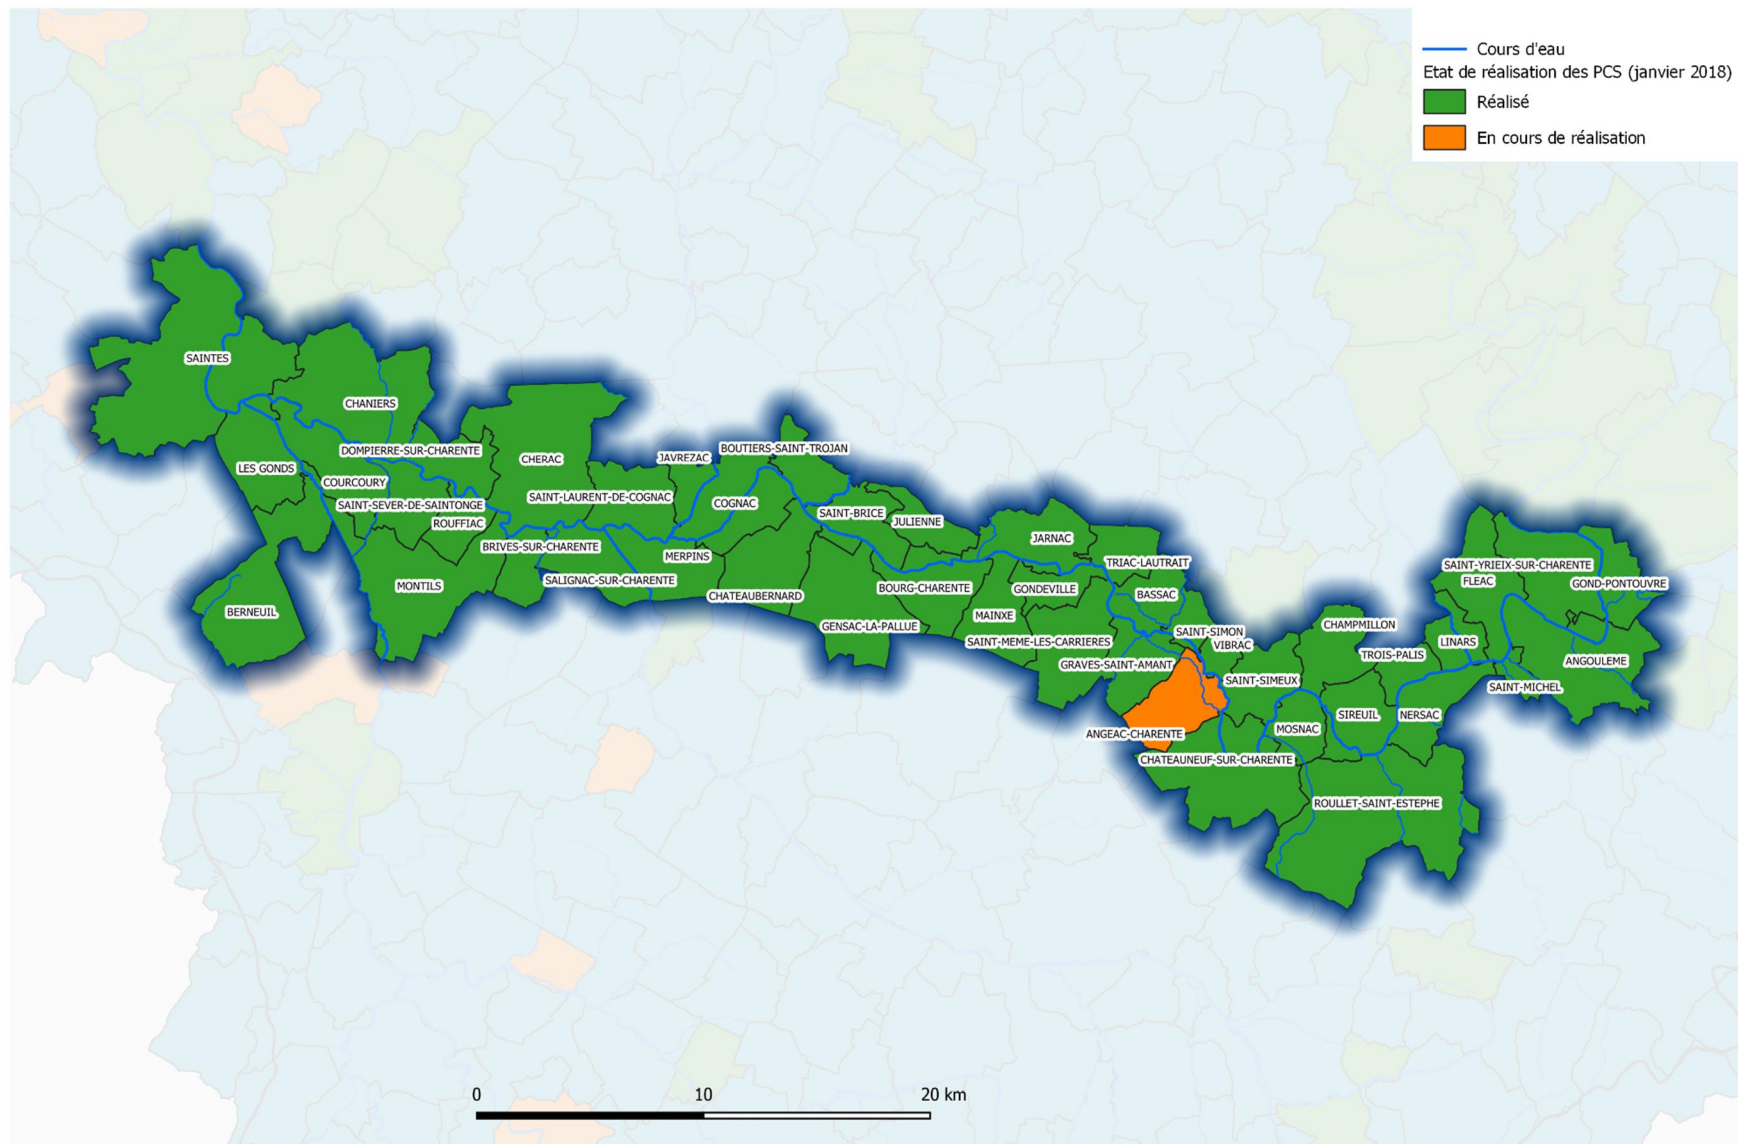 Cours d'eau
Etat de réalisation des PCS (janvier 2018)
Réalisé
En cours de réalisation
SAINTES
CHANIERS
DOMPIERRE-SUR-CHARENTE
LES GONDS
COURCOURY
SAINT-SEVER-DE-SAINTONGE
ROUFFIAC
CHERAC
SAINT-LAURENT-DE-COGNAC
JAVREZAC
BOUTIERS-SAINT-TROJAN
COGNAC
SAINT-BRICE
JULIENNE
BRIVES-SUR-CHARENTE
MERPINS
SALIGNAC-SUR-CHARENTE
MONTILS
BERNEUIL
CHATEAUBERNARD
BOURG-CHARENTE
GENSAC-LA-PALLUE
JARNAC
TRIAC-LAUTRAIT
GONDEVILLE
BASSAC
MAINXE
SAINT-MEME-LES-CARRIERES
SAINT-SIMON
VIBRAC
GRAVES-SAINT-AMANT
SAINT-SIMEUX
ANGEAC-CHARENTE
CHATEAUNEUF-SUR-CHARENTE
MOSNAC
SIREUIL
CHAMPMILLON
TROIS-PALIS
NERSAC
ROULLET-SAINT-ESTEPHE
LINARS
SAINT-YRIEIX-SUR-CHARENTE
FLEAC
GOND-PONTOUVRE
ANGOULEME
SAINT-MICHEL
0 10 20 km